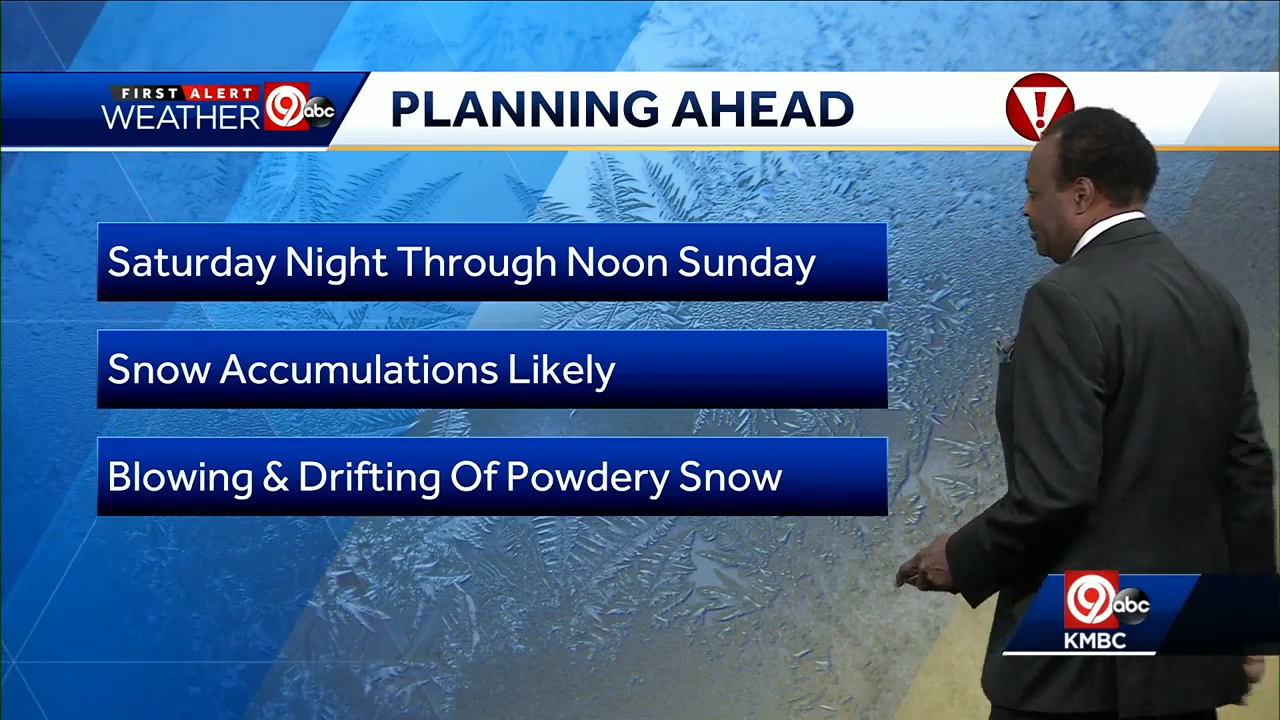 FIRST ALERT
WEATHER 9 abc
PLANNING AHEAD
!
Saturday Night Through Noon Sunday
Snow Accumulations Likely
Blowing & Drifting Of Powdery Snow
9 abc
KMBC